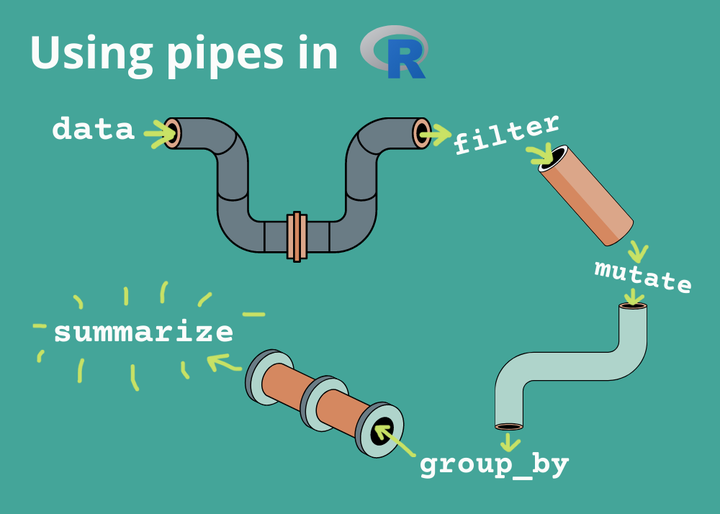 Using pipes in R
data
filter
mutate
group_by
summarize